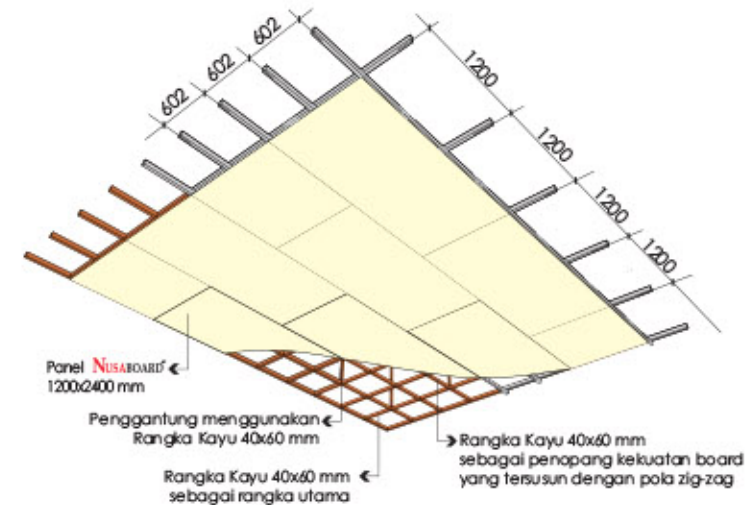 602
602
602
1200
1200
1200
1200
Panel NUSABOARD
1200x2400 mm
Penggantung menggunakan
Rangka Kayu 40x60 mm
Rangka Kayu 40x60 mm
sebagai rangka utama
Rangka Kayu 40x60 mm
sebagai penopang kekuatan board
yang tersusun dengan pola zig-zag